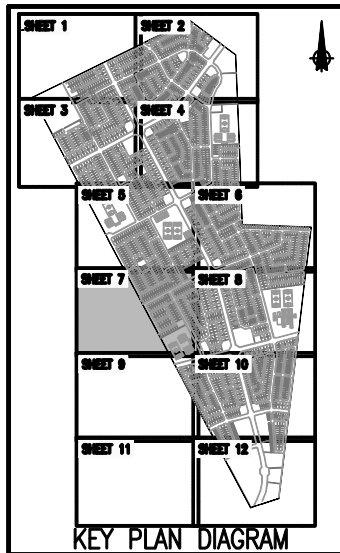 SHEET 1
SHEET 2
SHEET 3
SHEET 4
SHEET 5
SHEET 6
SHEET 7
SHEET 8
SHEET 9
SHEET 10
SHEET 11
SHEET 12
KEY PLAN DIAGRAM